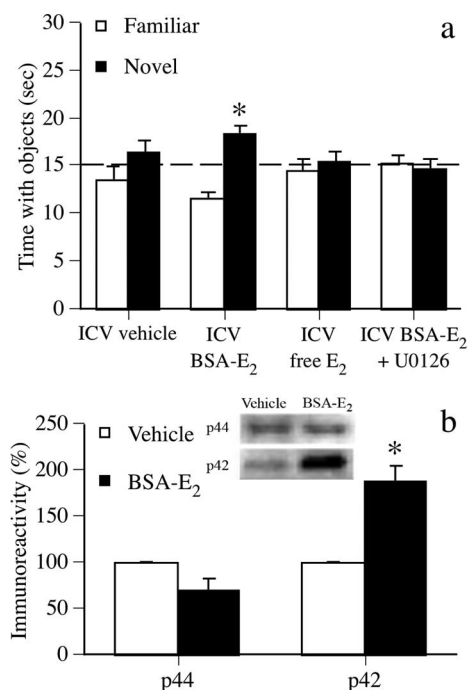 a
Familiar
Novel
Time with objects (sec)
30
25
20
15
10
5
0
*
ICV vehicle
ICV
BSA-E₂
ICV
free E₂
ICV BSA-E₂
+ U0126
b
Vehicle
BSA-E₂
Vehicle BSA-E₂
p44
p42
*
Immunoreactivity (%)
250
200
150
100
50
0
p44 p42